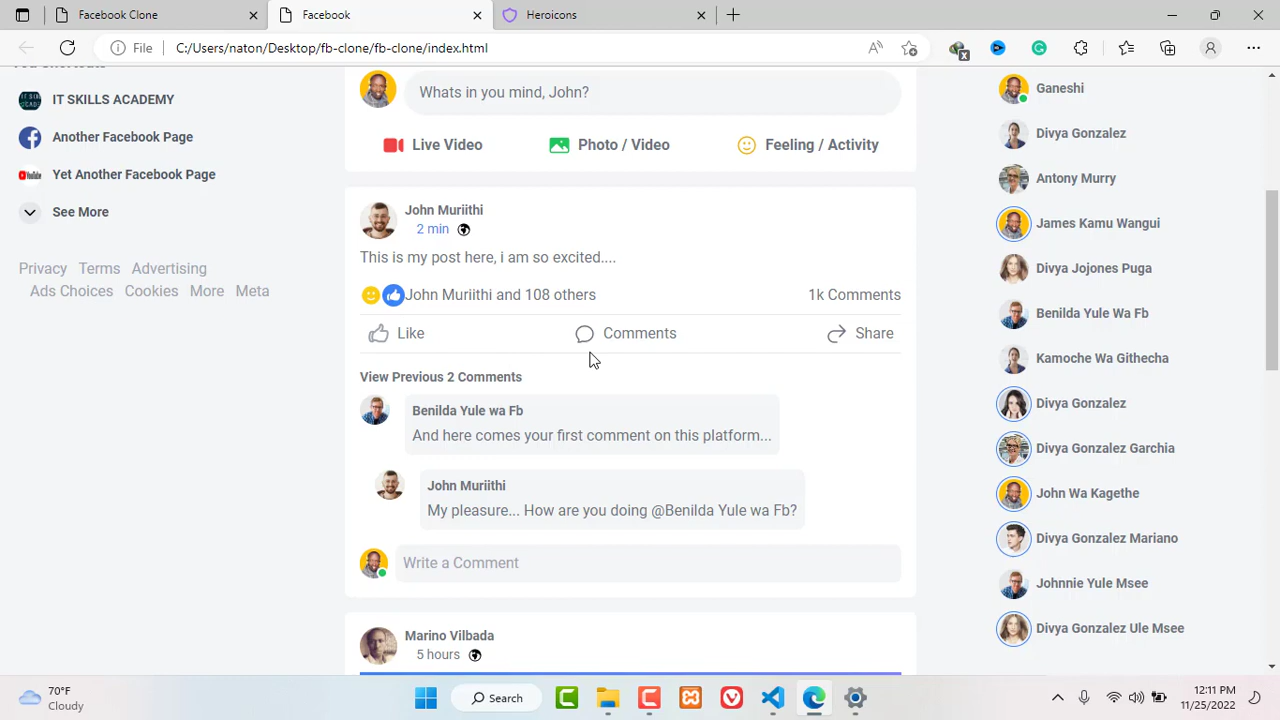 Facebook Clone
Facebook
Heroicons
File
C:/Users/naton/Desktop/fb-clone/fb-clone/index.html
IT SKILLS ACADEMY
Another Facebook Page
Yet Another Facebook Page
See More
Privacy Terms Advertising
Ads Choices Cookies More Meta
Whats in you mind, John?
Live Video
Photo / Video
Feeling / Activity
John Muriithi
2 min
This is my post here, i am so excited....
John Muriithi and 108 others
1k Comments
Like
Comments
Share
View Previous 2 Comments
Benilda Yule wa Fb
And here comes your first comment on this platform...
John Muriithi
My pleasure... How are you doing @Benilda Yule wa Fb?
Write a Comment
Marino Vilbada
5 hours
Ganeshi
Divya Gonzalez
Antony Murry
James Kamu Wangui
Divya Jojones Puga
Benilda Yule Wa Fb
Kamoche Wa Githecha
Divya Gonzalez
Divya Gonzalez Garchia
John Wa Kagethe
Divya Gonzalez Mariano
Johnnie Yule Msee
Divya Gonzalez Ule Msee
70°F
Cloudy
Search
12:11 PM
11/25/2022